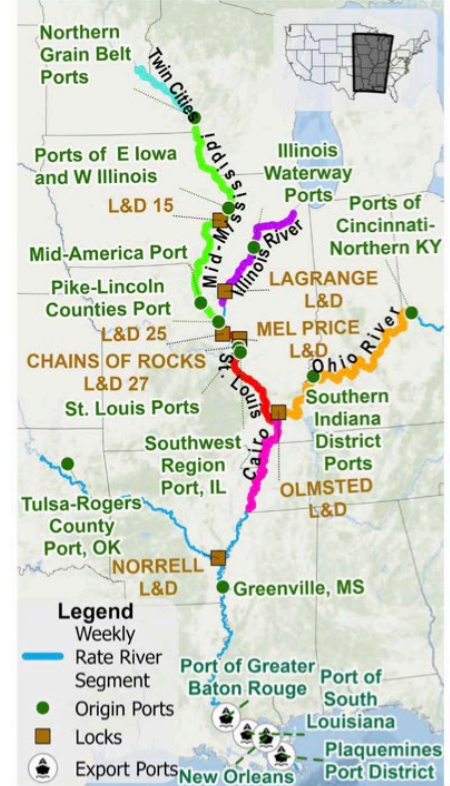 Northern
Grain Belt
Ports
Twin Cities
Mid-Mississippi
Ports of E Iowa
and W Illinois
Illinois
Waterway
Ports
L&D 15
Ports of
Cincinnati-
Northern KY
Illinois River
Mid-America Port
LAGRANGE
L&D
Pike-Lincoln
Counties Port
L&D 25
MEL PRICE
L&D
Ohio River
CHAINS OF ROCKS
L&D 27
St. Louis
St. Louis Ports
Southern
Indiana
District
Ports
Cairo
Southwest
Region
Port, IL
OLMSTED
L&D
Tulsa-Rogers
County
Port, OK
NORRELL
L&D
Greenville, MS
Legend
Weekly
Rate River
Segment
Origin Ports
Locks
Export Ports
Port of Greater
Baton Rouge
Port of
South
Louisiana
Plaquemines
Port District
New Orleans